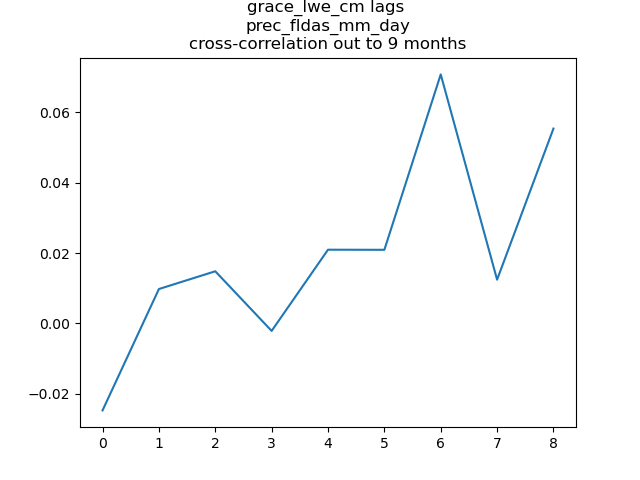 grace_lwe_cm lags
prec_fldas_mm_day
cross-correlation out to 9 months
0.06
0.04
0.02
0.00
−0.02
0 1 2 3 4 5 6 7 8